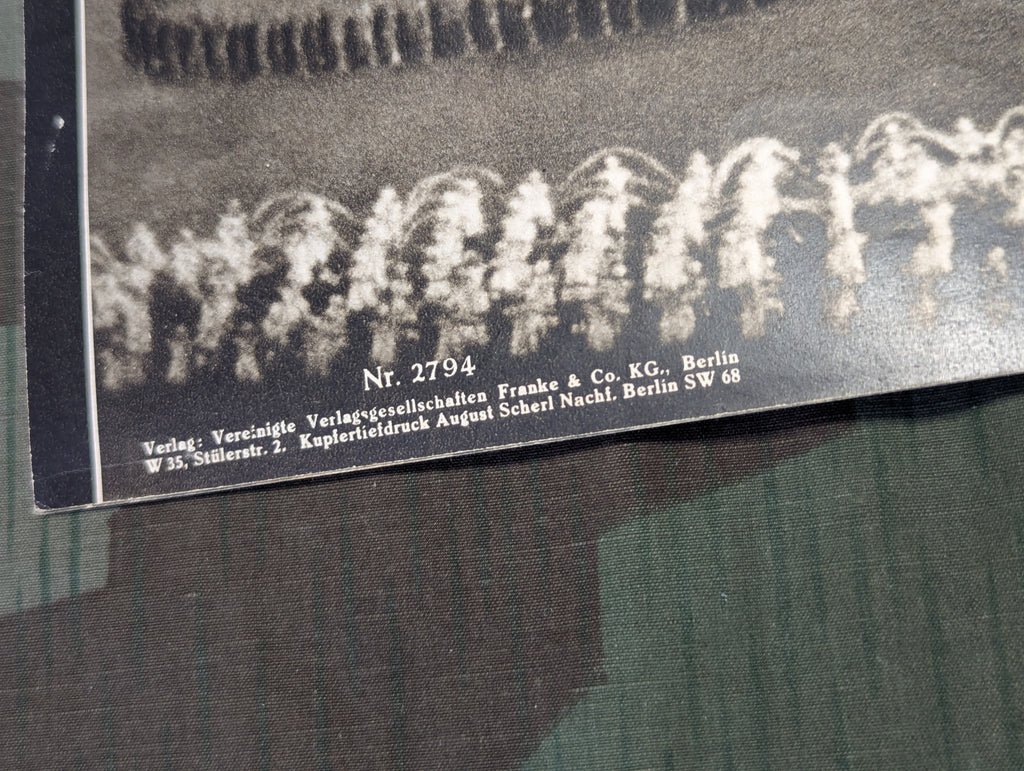 Nr. 2794
Verlag: Vereinigte Verlagsgesellschaften Franke & Co. KG., Berlin
W 35, Stülerstr. 2. Kupfertiefdruck August Scherl Nachf. Berlin SW 68